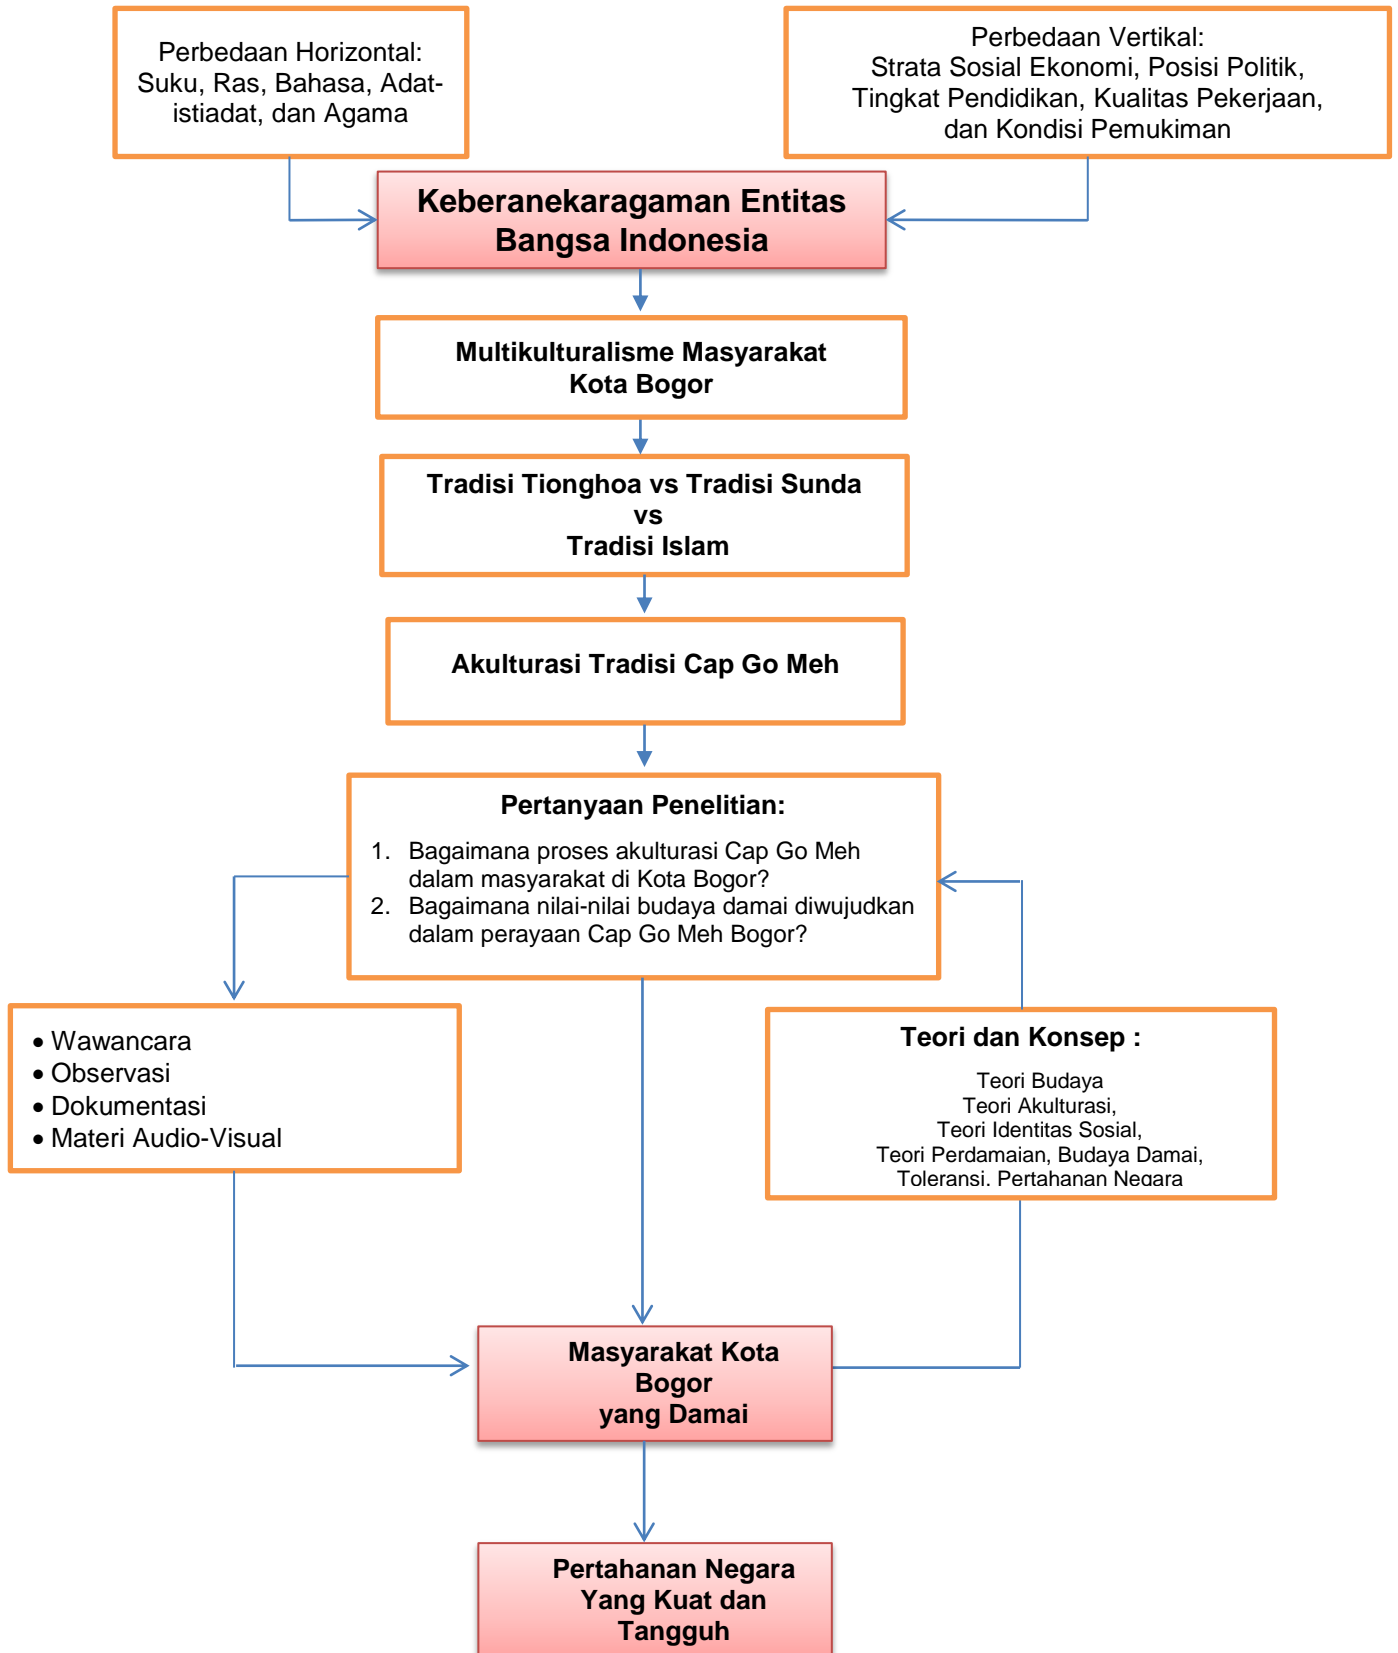 Perbedaan Horizontal:
Suku, Ras, Bahasa, Adat-
istiadat, dan Agama
Perbedaan Vertikal:
Strata Sosial Ekonomi, Posisi Politik,
Tingkat Pendidikan, Kualitas Pekerjaan,
dan Kondisi Pemukiman
Keberanekaragaman Entitas
Bangsa Indonesia
Multikulturalisme Masyarakat
Kota Bogor
Tradisi Tionghoa vs Tradisi Sunda
vs
Tradisi Islam
Akulturasi Tradisi Cap Go Meh
Pertanyaan Penelitian:
1. Bagaimana proses akulturasi Cap Go Meh
dalam masyarakat di Kota Bogor?
2. Bagaimana nilai-nilai budaya damai diwujudkan
dalam perayaan Cap Go Meh Bogor?
• Wawancara
• Observasi
• Dokumentasi
• Materi Audio-Visual
Teori dan Konsep :
Teori Budaya
Teori Akulturasi,
Teori Identitas Sosial,
Teori Perdamaian, Budaya Damai,
Toleransi, Pertahanan Negara
Masyarakat Kota
Bogor
yang Damai
Pertahanan Negara
Yang Kuat dan
Tangguh